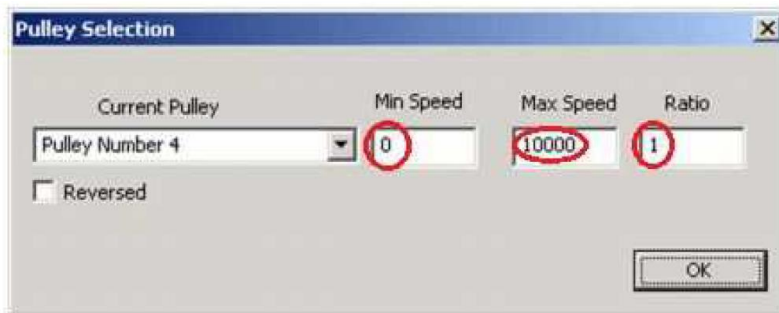 Pulley Selection
Current Pulley Min Speed Max Speed Ratio
Pulley Number 4 0 10000 1
Reversed
OK